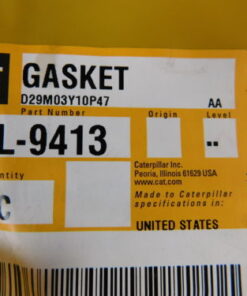 GASKET
D29M03Y10P47 AA
Part Number Origin Level
L-9413 ..
Caterpillar Inc.
Peoria, Illinois 61629 USA
www.cat.com
Made to Caterpillar
specifications in:
C
UNITED STATES